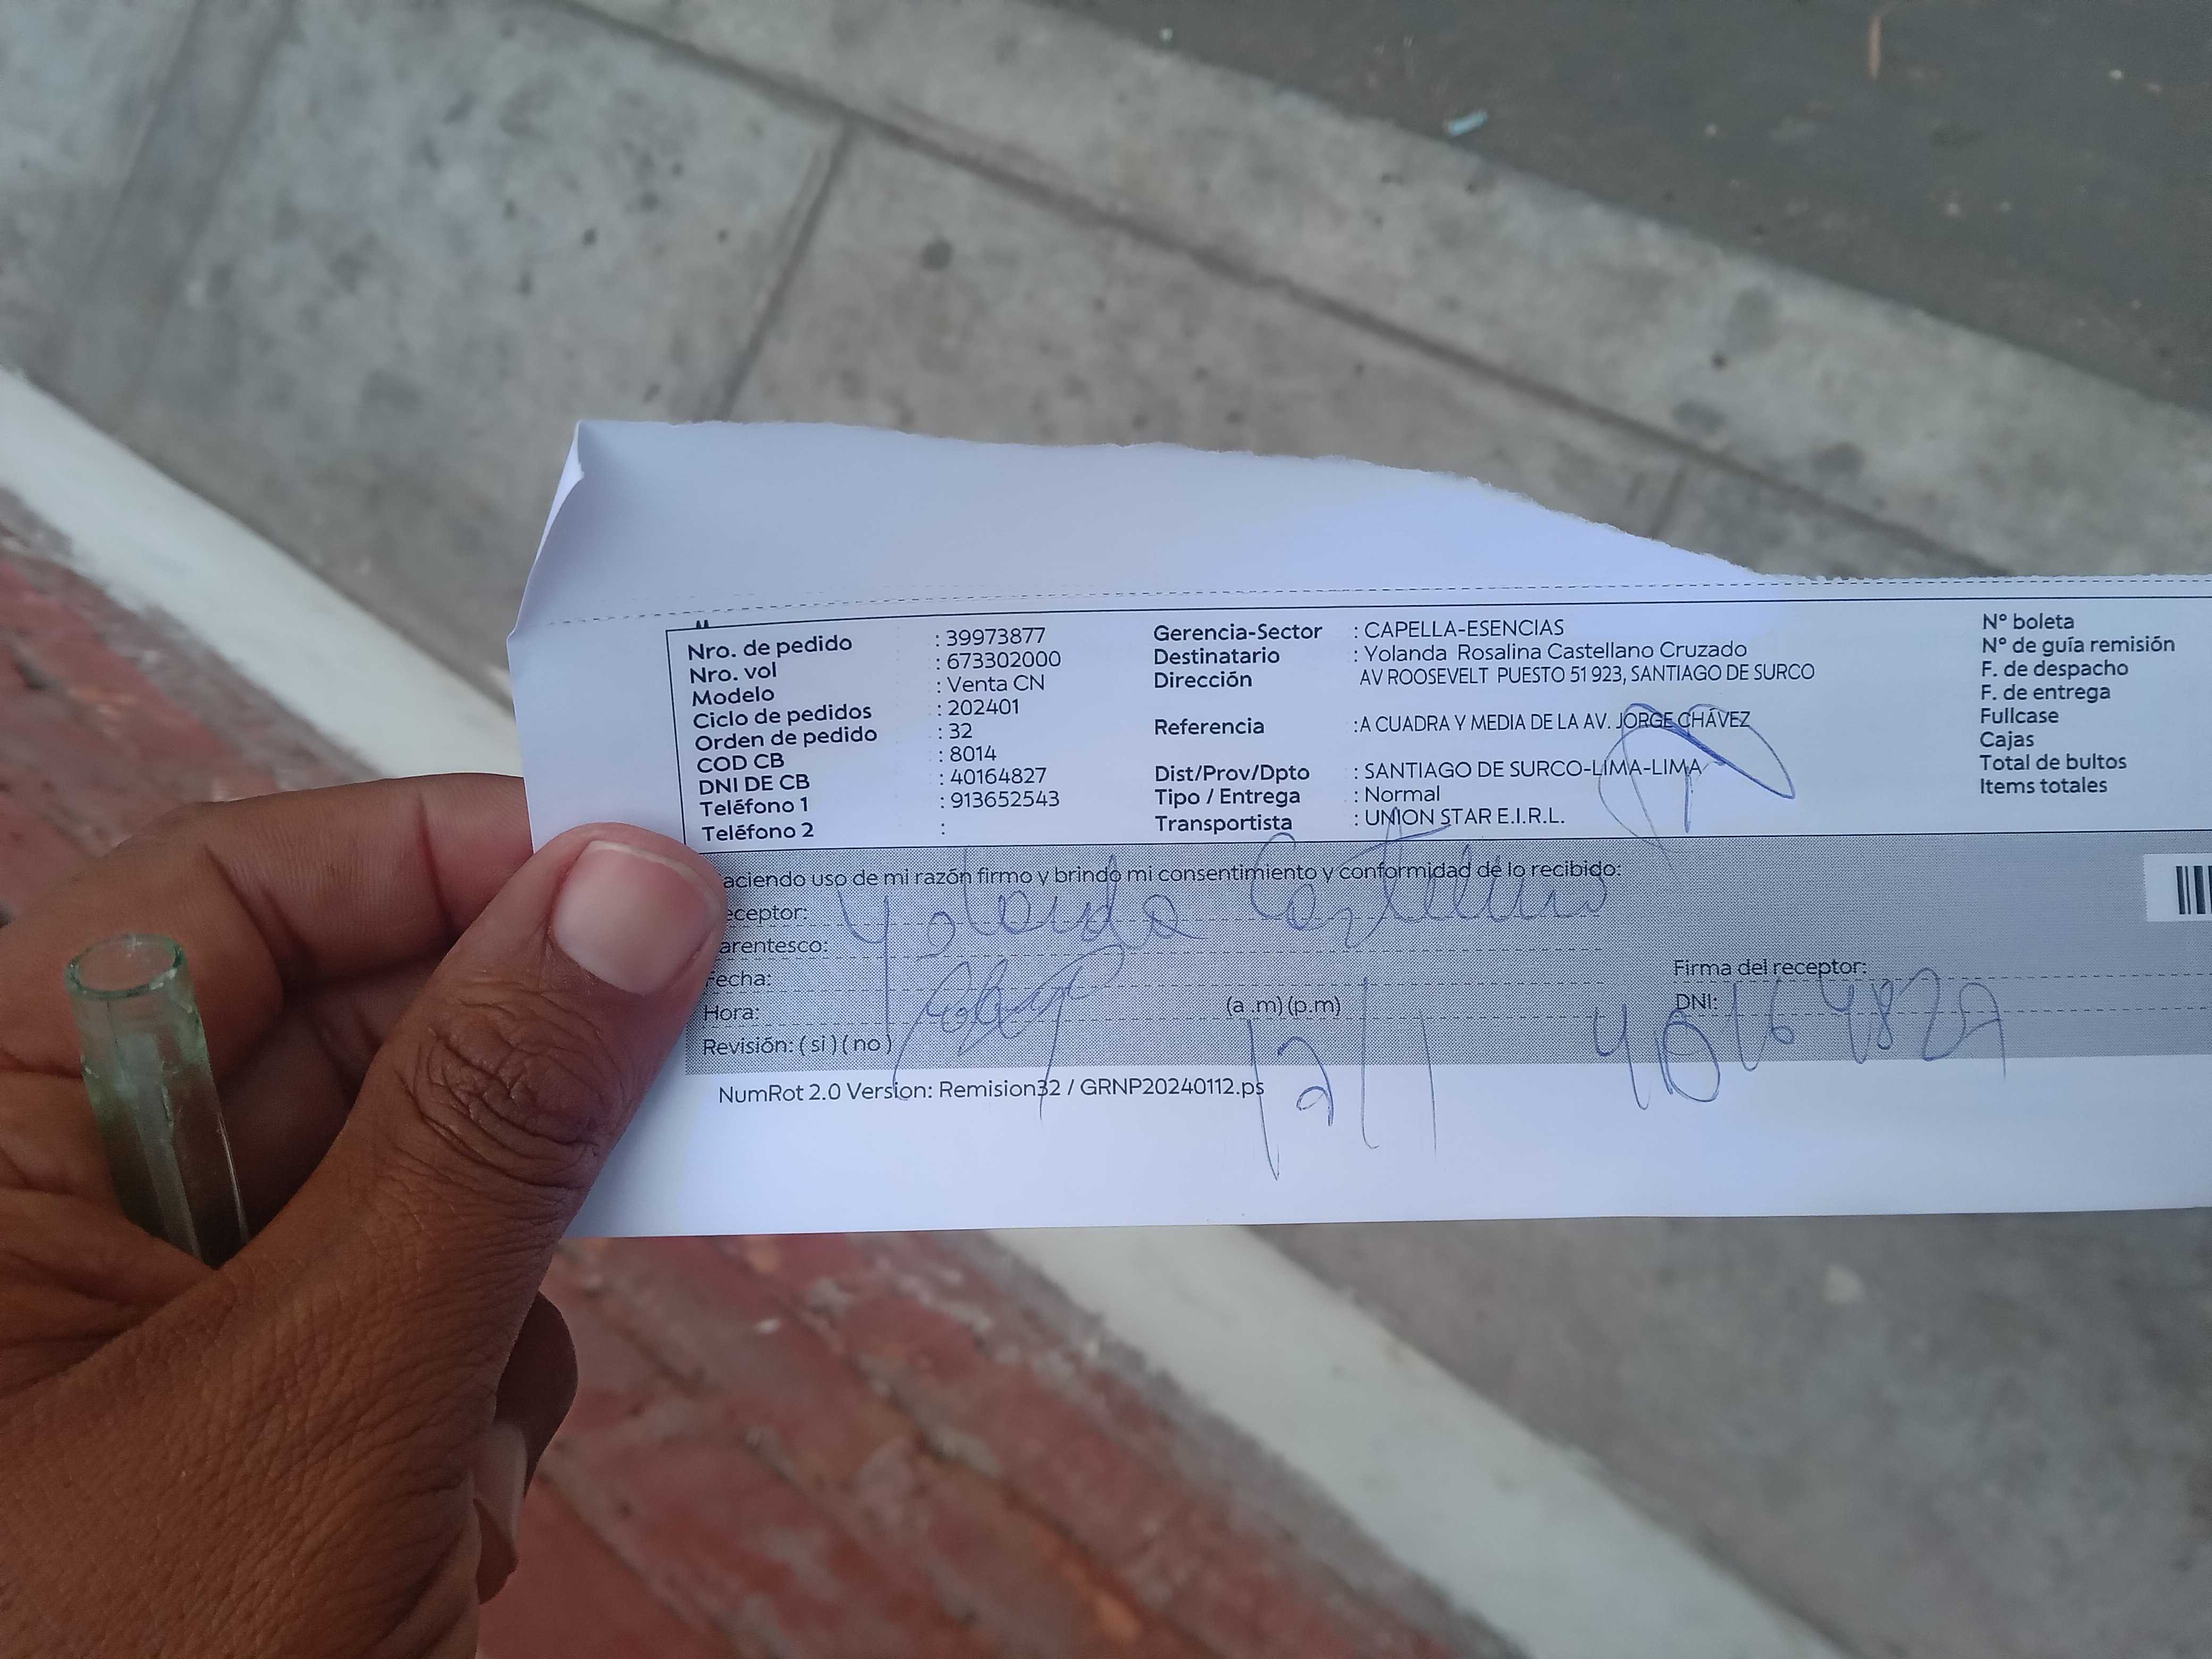 Nro. de pedido : 39973877
Nro. vol : 673302000
Modelo : Venta CN
Ciclo de pedidos : 202401
Orden de pedido : 32
COD CB : 8014
DNI DE CB : 40164827
Teléfono 1 : 913652543
Teléfono 2 :
Gerencia-Sector : CAPELLA-ESENCIAS
Destinatario : Yolanda Rosalina Castellano Cruzado
Dirección AV ROOSEVELT PUESTO 51 923, SANTIAGO DE SURCO
Referencia :A CUADRA Y MEDIA DE LA AV. JORGE CHÁVEZ
Dist/Prov/Dpto : SANTIAGO DE SURCO-LIMA-LIMA
Tipo / Entrega : Normal
Transportista : UNION STAR E.I.R.L.
N° boleta
N° de guía remisión
F. de despacho
F. de entrega
Fullcase
Cajas
Total de bultos
Items totales
aciendo uso de mi razón firmo y brindo mi consentimiento y conformidad de lo recibido:
eceptor: Yolanda Castellano
arentesco:
Fecha:
Hora: (a .m) (p.m)
Revisión: ( si ) ( no )
Firma del receptor:
DNI: 40164827
NumRot 2.0 Version: Remision32 / GRNP20240112.ps